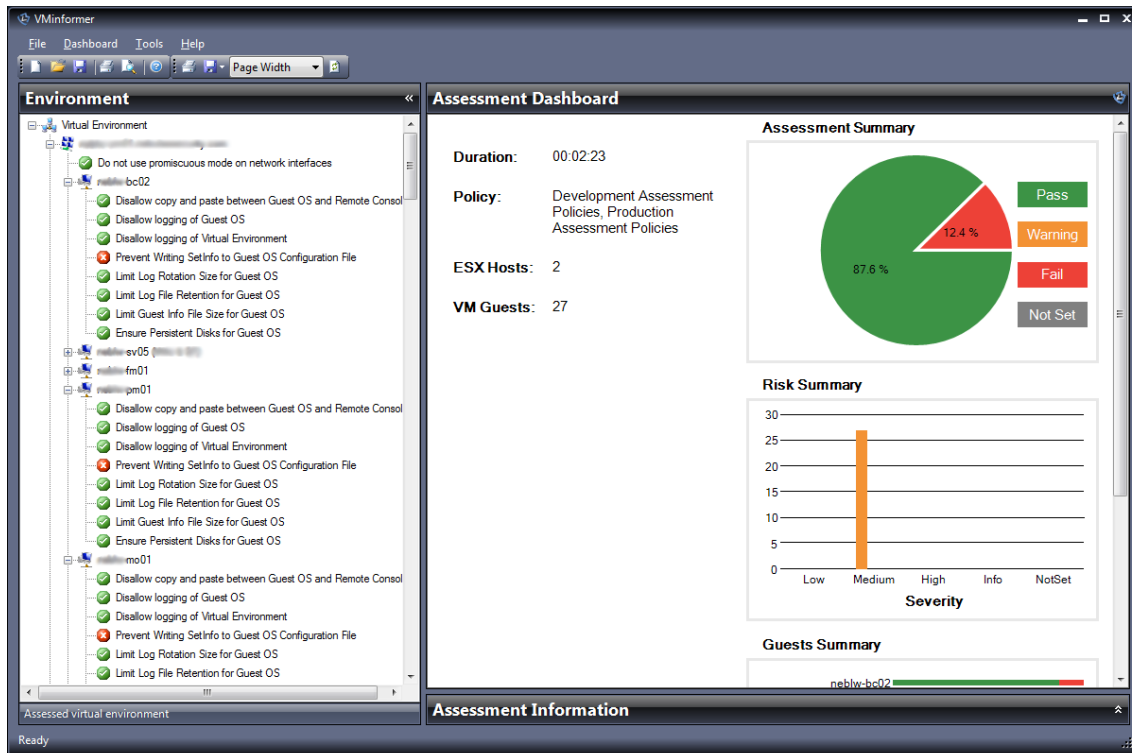 VMinformer
File Dashboard Tools Help
Page Width
Environment
Virtual Environment
Do not use promiscuous mode on network interfaces
-bc02
Disallow copy and paste between Guest OS and Remote Consol
Disallow logging of Guest OS
Disallow logging of Virtual Environment
Prevent Writing SetInfo to Guest OS Configuration File
Limit Log Rotation Size for Guest OS
Limit Log File Retention for Guest OS
Limit Guest Info File Size for Guest OS
Ensure Persistent Disks for Guest OS
-sv05
-fm01
-pm01
Disallow copy and paste between Guest OS and Remote Consol
Disallow logging of Guest OS
Disallow logging of Virtual Environment
Prevent Writing SetInfo to Guest OS Configuration File
Limit Log Rotation Size for Guest OS
Limit Log File Retention for Guest OS
Limit Guest Info File Size for Guest OS
Ensure Persistent Disks for Guest OS
-mo01
Disallow copy and paste between Guest OS and Remote Consol
Disallow logging of Guest OS
Disallow logging of Virtual Environment
Prevent Writing SetInfo to Guest OS Configuration File
Limit Log Rotation Size for Guest OS
Limit Log File Retention for Guest OS
Assessed virtual environment
Assessment Dashboard
Duration: 00:02:23
Policy: Development Assessment
Policies, Production
Assessment Policies
ESX Hosts: 2
VM Guests: 27
Assessment Summary
12.4 %
87.6 %
Pass
Warning
Fail
Not Set
Risk Summary
30
25
20
15
10
5
0
Low Medium High Info NotSet
Severity
Guests Summary
neblw-bc02
Assessment Information
Ready